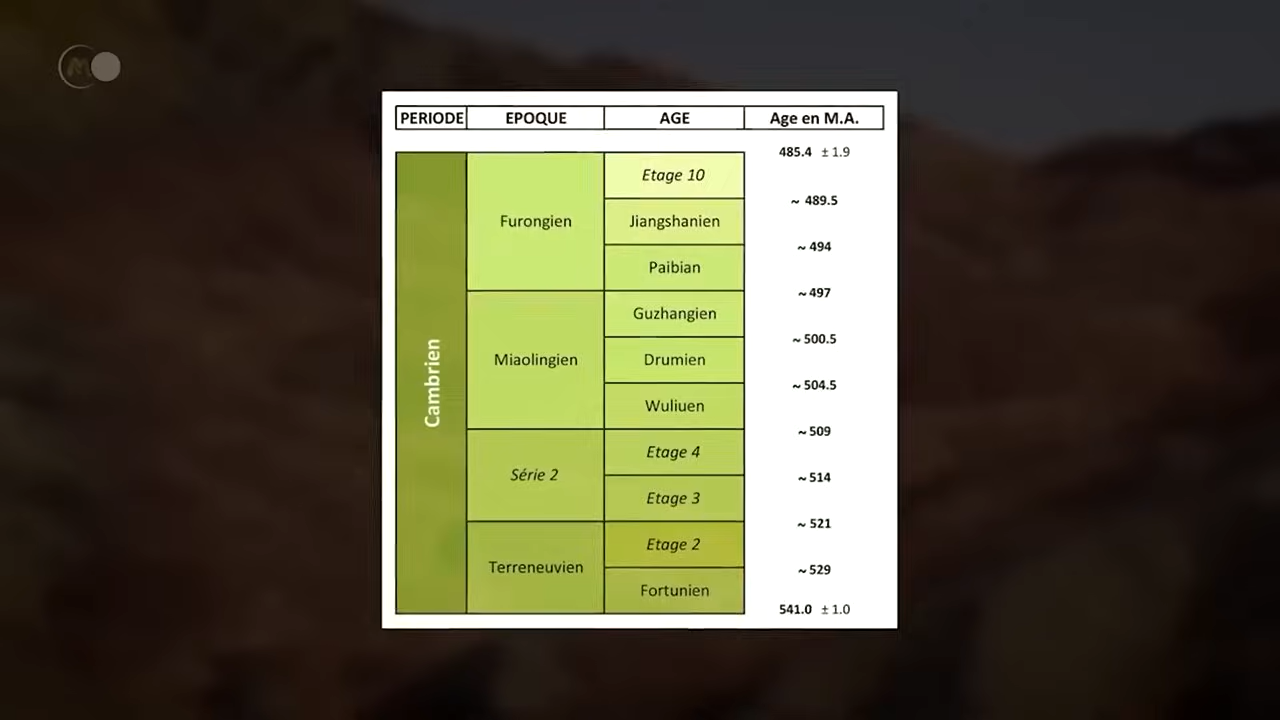 M
PERIODE EPOQUE AGE Age en M.A.
485.4 ± 1.9
Etage 10
~ 489.5
Furongien Jiangshanien
~ 494
Paibian
~ 497
Guzhangien
~ 500.5
Cambrien Miaolingien Drumien
~ 504.5
Wuliuen
~ 509
Etage 4
Série 2
~ 514
Etage 3
~ 521
Etage 2
Terreneuvien
~ 529
Fortunien
541.0 ± 1.0